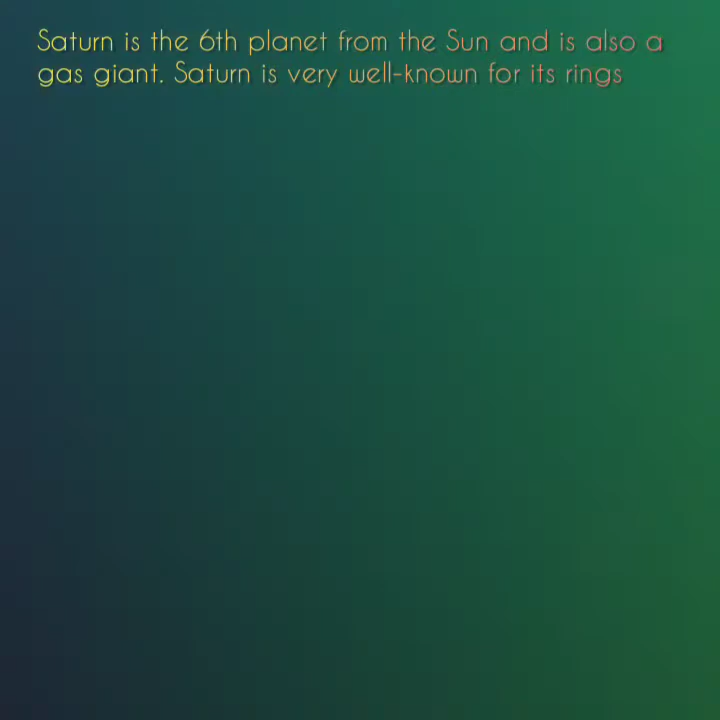 Saturn is the 6th planet from the Sun and is also a
gas giant. Saturn is very well-known for its rings